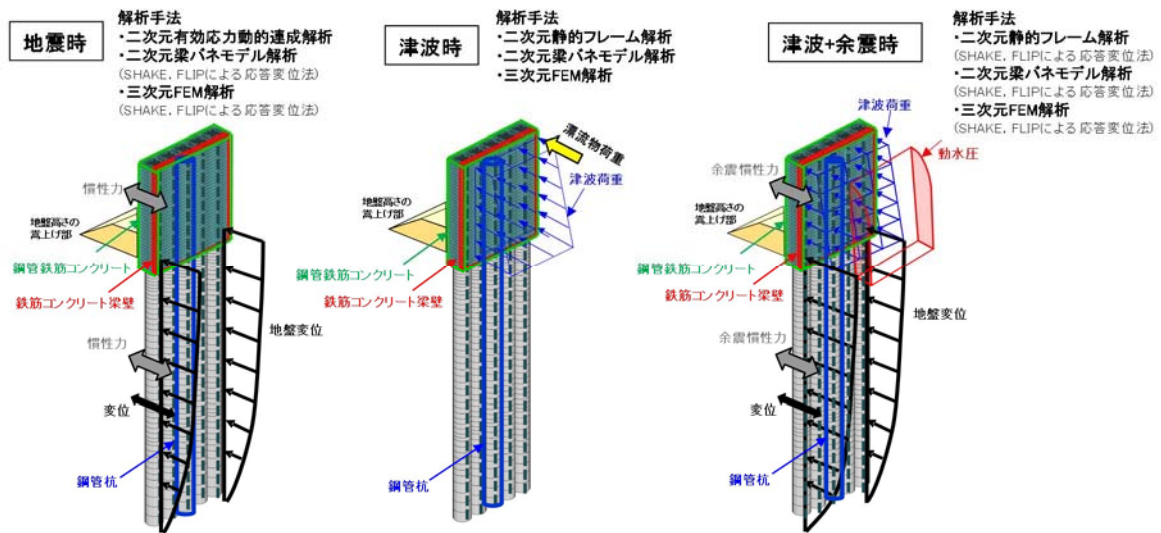 地震時
解析手法
・二次元有効応力動的連成解析
・二次元梁バネモデル解析
(SHAKE, FLIPによる応答変位法)
・三次元FEM解析
(SHAKE, FLIPによる応答変位法)
慣性力
地盤高さの
嵩上げ部
鋼管鉄筋コンクリート
鉄筋コンクリート梁壁
慣性力
地盤変位
変位
鋼管杭
津波時
解析手法
・二次元静的フレーム解析
・二次元梁バネモデル解析
・三次元FEM解析
漂流物荷重
津波荷重
地盤高さの
嵩上げ部
鋼管鉄筋コンクリート
鉄筋コンクリート梁壁
鋼管杭
津波+余震時
解析手法
・二次元静的フレーム解析
(SHAKE, FLIPによる応答変位法)
・二次元梁バネモデル解析
(SHAKE, FLIPによる応答変位法)
・三次元FEM解析
(SHAKE, FLIPによる応答変位法)
津波荷重
動水圧
余震慣性力
地盤高さの
嵩上げ部
鋼管鉄筋コンクリート
鉄筋コンクリート梁壁
地盤変位
余震慣性力
変位
鋼管杭